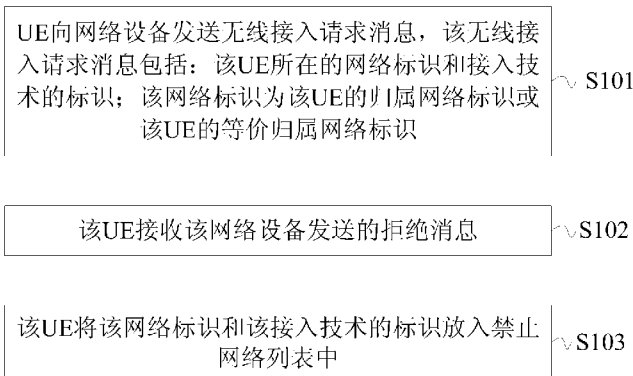 UE向网络设备发送无线接入请求消息，该无线
接入请求消息包括：该UE所在的网络标识和接入技
术的标识；该网络标识为该UE的归属网络标识或
该UE的等价归属网络标识
S101
该UE接收该网络设备发送的拒绝消息
S102
该UE将该网络标识和该接入技术的标识放入禁止
网络列表中
S103